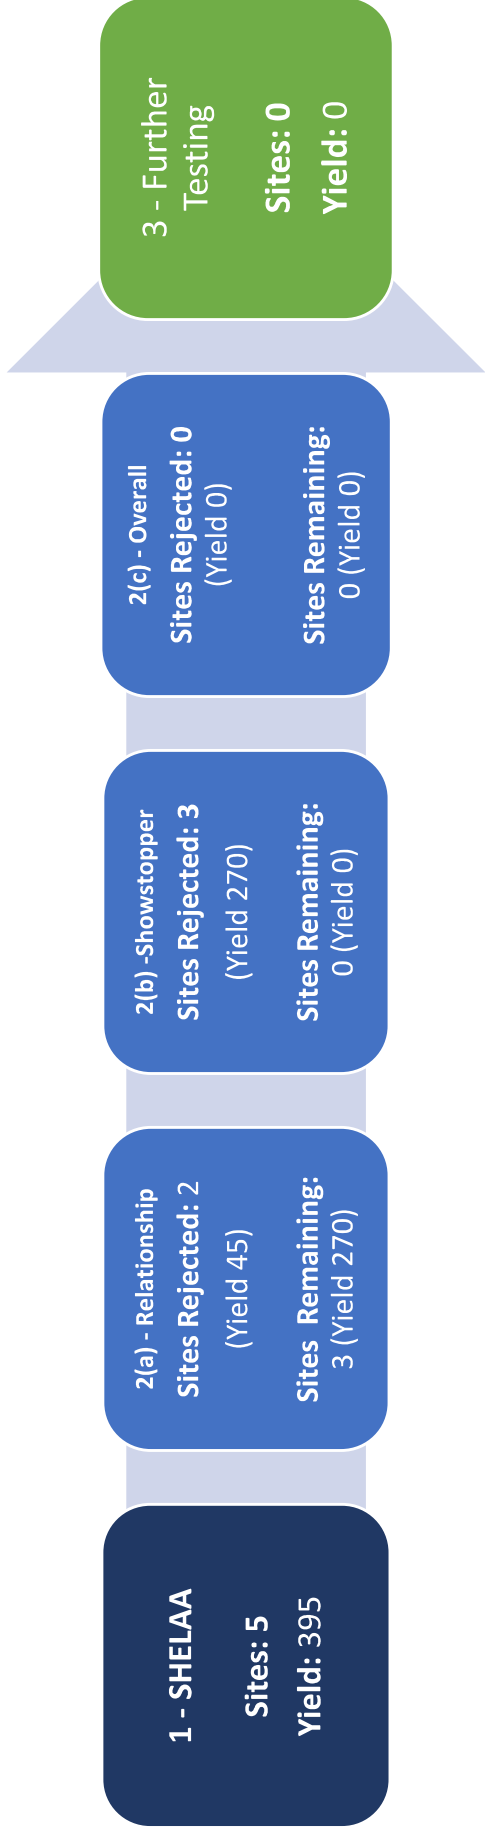 1 - SHELAA
Sites: 5
Yield: 395
2(a) - Relationship
Sites Rejected: 2
(Yield 45)
Sites Remaining:
3 (Yield 270)
2(b) -Showstopper
Sites Rejected: 3
(Yield 270)
Sites Remaining:
0 (Yield 0)
2(c) - Overall
Sites Rejected: 0
(Yield 0)
Sites Remaining:
0 (Yield 0)
3 - Further
Testing
Sites: 0
Yield: 0